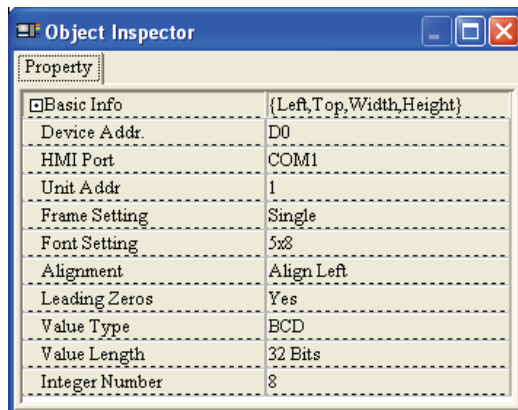 Object Inspector
Property
Basic Info {Left,Top,Width,Height}
Device Addr. D0
HMI Port COM1
Unit Addr 1
Frame Setting Single
Font Setting 5x8
Alignment Align Left
Leading Zeros Yes
Value Type BCD
Value Length 32 Bits
Integer Number 8